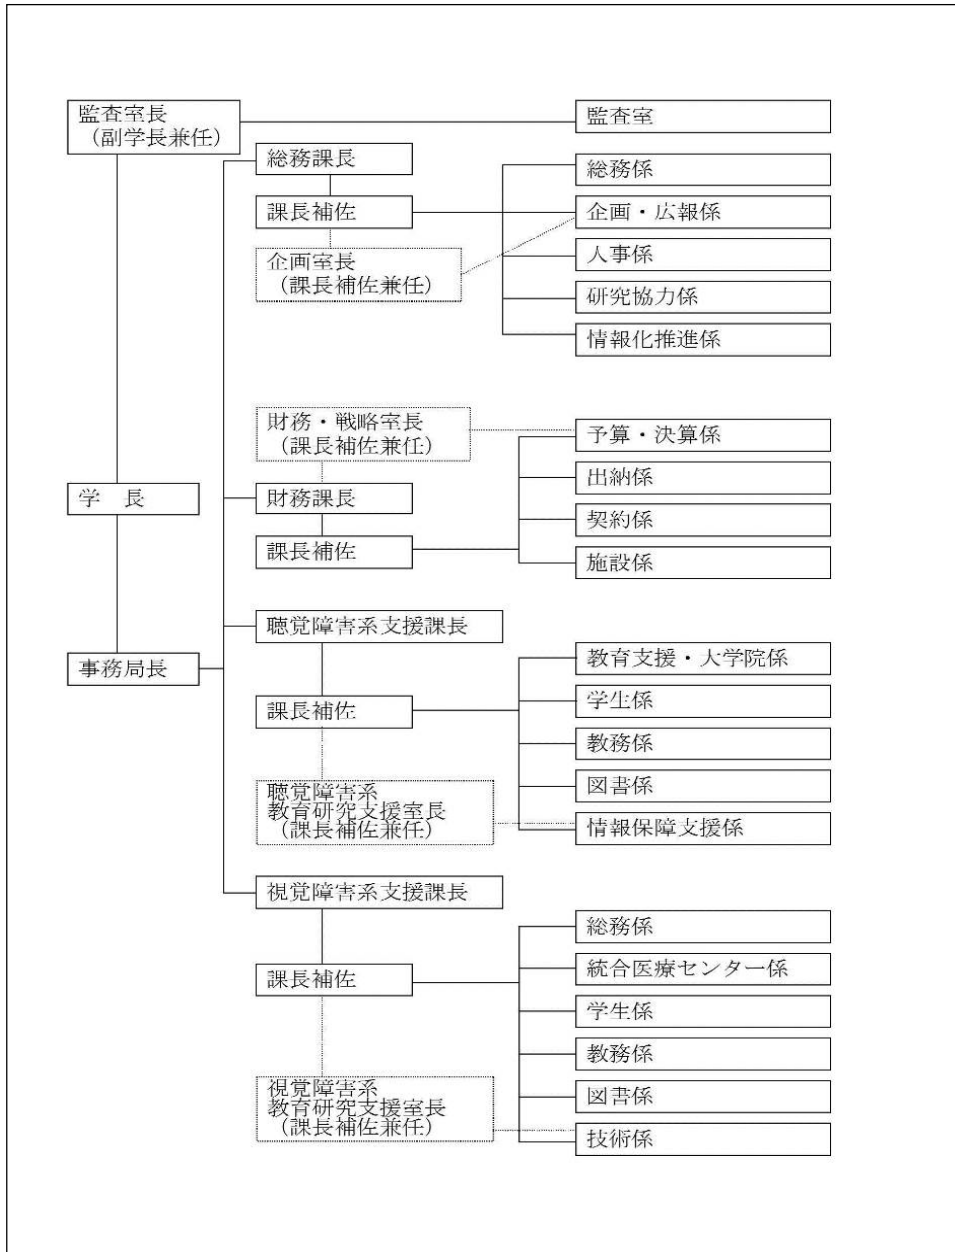 監査室長
（副学長兼任）
監査室
総務課長
総務係
課長補佐
企画・広報係
企画室長
（課長補佐兼任）
人事係
研究協力係
情報化推進係
財務・戦略室長
（課長補佐兼任）
予算・決算係
出納係
学　長
財務課長
契約係
課長補佐
施設係
聴覚障害系支援課長
事務局長
教育支援・大学院係
課長補佐
学生係
教務係
聴覚障害系
教育研究支援室長
（課長補佐兼任）
図書係
情報保障支援係
視覚障害系支援課長
総務係
課長補佐
統合医療センター係
学生係
教務係
視覚障害系
教育研究支援室長
（課長補佐兼任）
図書係
技術係